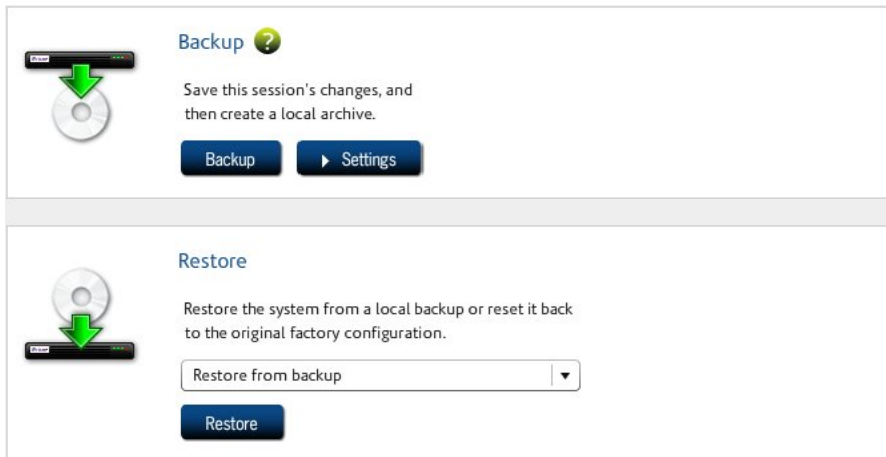 Backup ?
Save this session's changes, and
then create a local archive.
Backup
Settings
Restore
Restore the system from a local backup or reset it back
to the original factory configuration.
Restore from backup
Restore